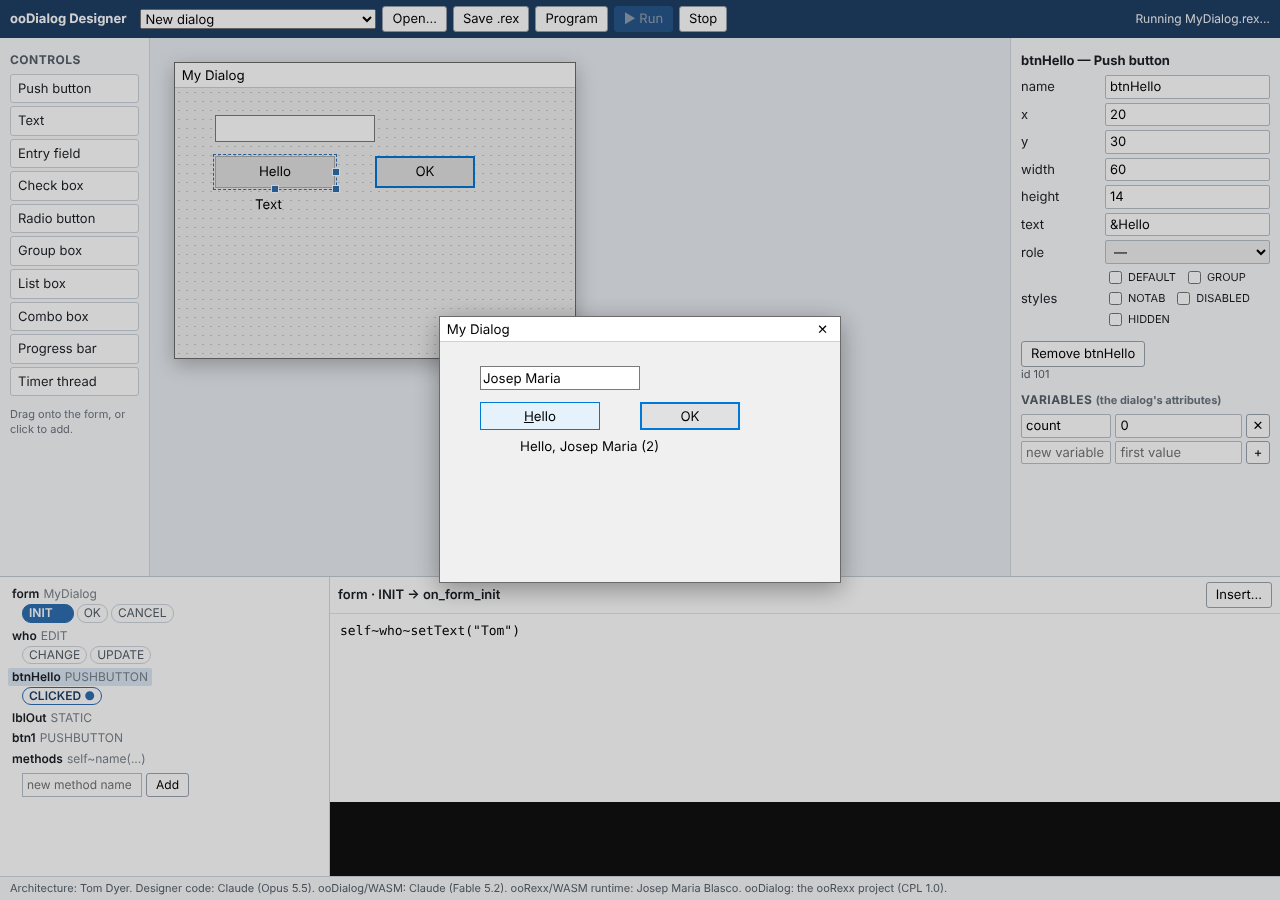 ooDialog Designer New dialog Open... Save .rex Program ▶ Run Stop Running MyDialog.rex...
CONTROLS
Push button
Text
Entry field
Check box
Radio button
Group box
List box
Combo box
Progress bar
Timer thread
Drag onto the form, or
click to add.
My Dialog
Hello OK
Text
My Dialog ✕
Josep Maria
Hello OK
Hello, Josep Maria (2)
btnHello — Push button
name btnHello
x 20
y 30
width 60
height 14
text &Hello
role —
styles
DEFAULT GROUP
NOTAB DISABLED
HIDDEN
Remove btnHello
id 101
VARIABLES (the dialog's attributes)
count 0 ✕
new variable first value +
form MyDialog
INIT OK CANCEL
who EDIT
CHANGE UPDATE
btnHello PUSHBUTTON
CLICKED
lblOut STATIC
btn1 PUSHBUTTON
methods self~name(...)
new method name Add
form · INIT → on_form_init Insert...
self~who~setText("Tom")
Architecture: Tom Dyer. Designer code: Claude (Opus 5.5). ooDialog/WASM: Claude (Fable 5.2). ooRexx/WASM runtime: Josep Maria Blasco. ooDialog: the ooRexx project (CPL 1.0).